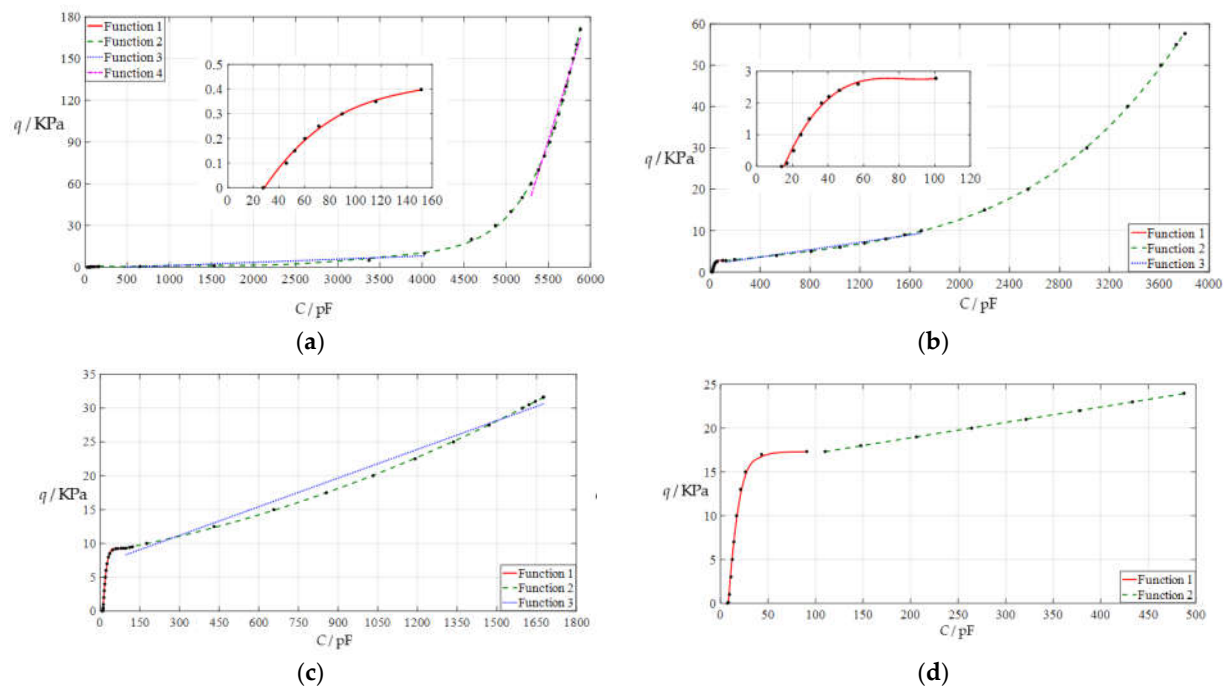 180
150
120
90
60
30
0
q / KPa
Function 1
Function 2
Function 3
Function 4
0.5
0.4
0.3
0.2
0.1
0
0 20 40 60 80 100 120 140 160
0 500 1000 1500 2000 2500 3000 3500 4000 4500 5000 5500 6000
C / pF
(a)
60
50
40
30
20
10
0
q / KPa
3
2
1
0
0 20 40 60 80 100 120
Function 1
Function 2
Function 3
0 400 800 1200 1600 2000 2400 2800 3200 3600 4000
C / pF
(b)
35
30
25
20
15
10
5
0
q / KPa
Function 1
Function 2
Function 3
0 150 300 450 600 750 900 1050 1200 1350 1500 1650 1800
C / pF
(c)
25
20
15
10
5
0
q / KPa
Function 1
Function 2
0 50 100 150 200 250 300 350 400 450 500
C / pF
(d)